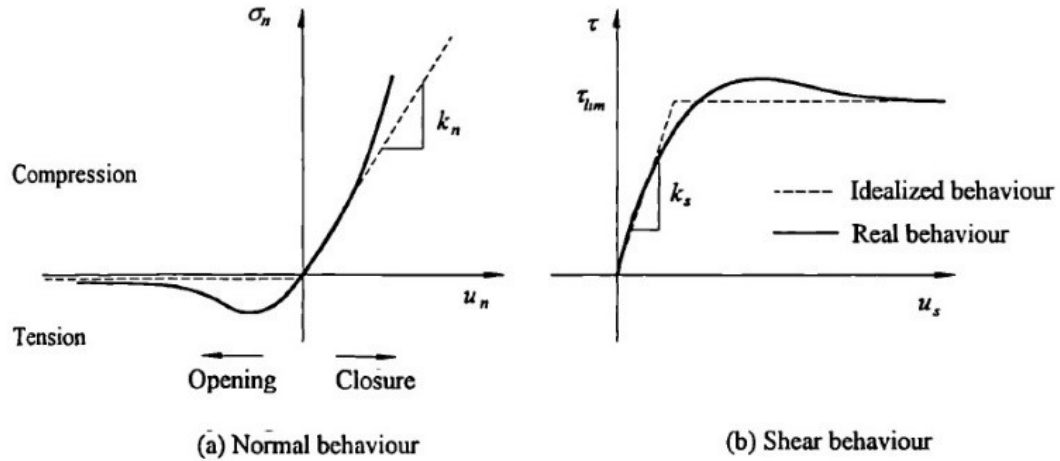 σn
τ
kn
τlim
Compression
ks
Idealized behaviour
Real behaviour
un
us
Tension
Opening
Closure
(a) Normal behaviour
(b) Shear behaviour